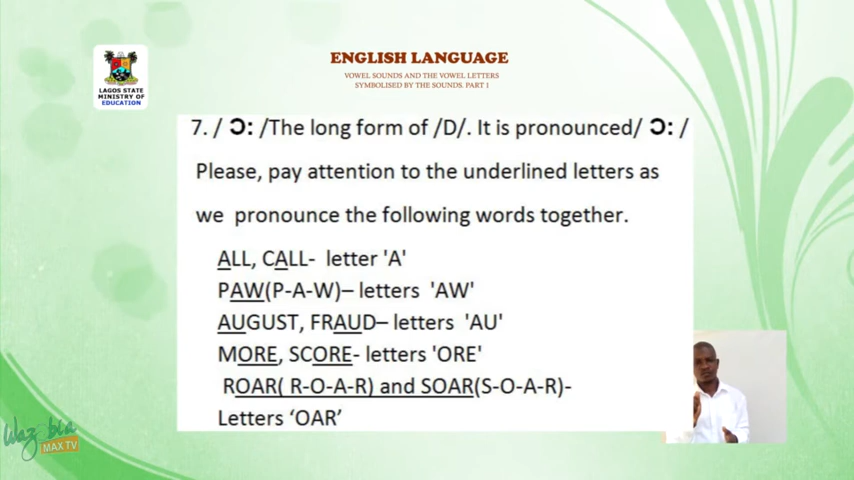 ENGLISH LANGUAGE
VOWEL SOUNDS AND THE VOWEL LETTERS
SYMBOLISED BY THE SOUNDS. PART 1
LAGOS STATE
MINISTRY OF
EDUCATION
7. / Ɔ: /The long form of /D/. It is pronounced/ Ɔ: /
Please, pay attention to the underlined letters as
we pronounce the following words together.
ALL, CALL- letter 'A'
PAW(P-A-W)– letters 'AW'
AUGUST, FRAUD– letters 'AU'
MORE, SCORE- letters 'ORE'
ROAR( R-O-A-R) and SOAR(S-O-A-R)-
Letters ‘OAR’
Wazobia
MAX TV